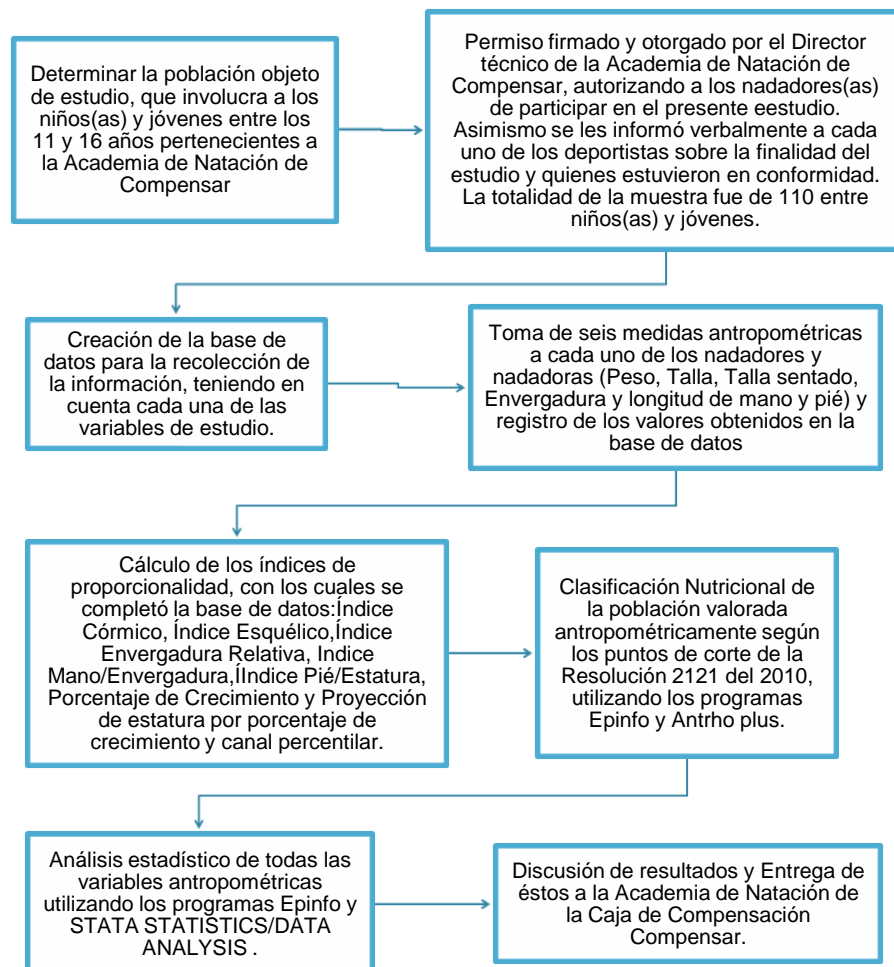 Determinar la población objeto
de estudio, que involucra a los
niños(as) y jóvenes entre los
11 y 16 años pertenecientes a
la Academia de Natación de
Compensar
Permiso firmado y otorgado por el Director
técnico de la Academia de Natación de
Compensar, autorizando a los nadadores(as)
de participar en el presente eestudio.
Asimismo se les informó verbalmente a cada
uno de los deportistas sobre la finalidad del
estudio y quienes estuvieron en conformidad.
La totalidad de la muestra fue de 110 entre
niños(as) y jóvenes.
Creación de la base de
datos para la recolección de
la información, teniendo en
cuenta cada una de las
variables de estudio.
Toma de seis medidas antropométricas
a cada uno de los nadadores y
nadadoras (Peso, Talla, Talla sentado,
Envergadura y longitud de mano y pié) y
registro de los valores obtenidos en la
base de datos
Cálculo de los índices de
proporcionalidad, con los cuales se
completó la base de datos:Índice
Córmico, Índice Esquélico,Índice
Envergadura Relativa, Indice
Mano/Envergadura,ÍIndice Pié/Estatura,
Porcentaje de Crecimiento y Proyección
de estatura por porcentaje de
crecimiento y canal percentilar.
Clasificación Nutricional de
la población valorada
antropométricamente según
los puntos de corte de la
Resolución 2121 del 2010,
utilizando los programas
Epinfo y Antrho plus.
Análisis estadístico de todas las
variables antropométricas
utilizando los programas Epinfo y
STATA STATISTICS/DATA
ANALYSIS .
Discusión de resultados y Entrega de
éstos a la Academia de Natación de
la Caja de Compensación
Compensar.